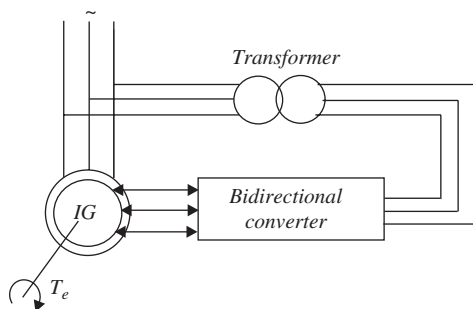 ~
Transformer
IG
Bidirectional
converter
T_e